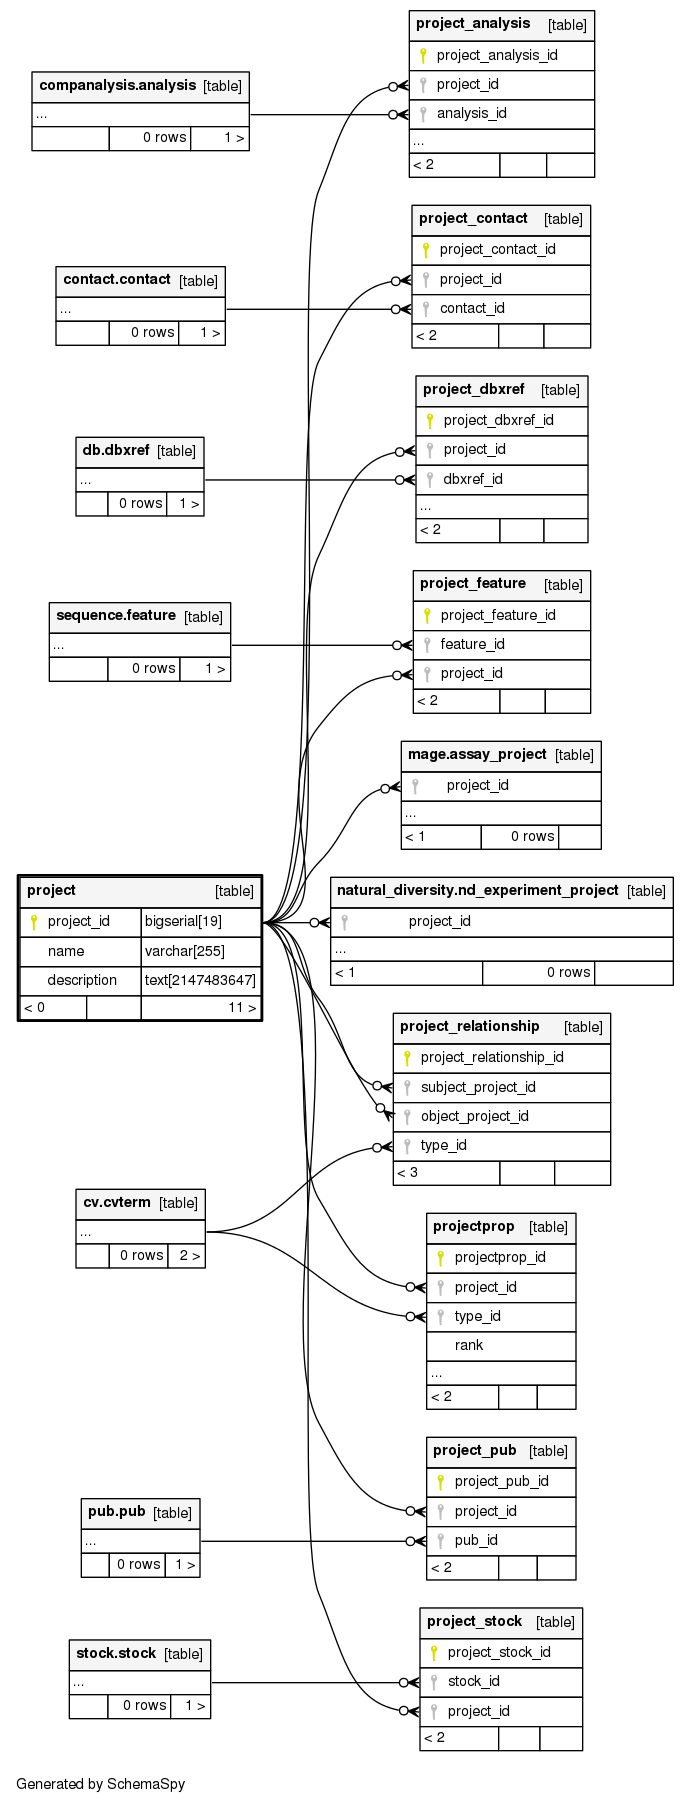 project_analysis [table]
project_analysis_id
project_id
analysis_id
...
< 2
companalysis.analysis [table]
...
0 rows 1 >
project_contact [table]
project_contact_id
project_id
contact_id
< 2
contact.contact [table]
...
0 rows 1 >
project_dbxref [table]
project_dbxref_id
project_id
dbxref_id
...
< 2
db.dbxref [table]
...
0 rows 1 >
project_feature [table]
project_feature_id
feature_id
project_id
< 2
sequence.feature [table]
...
0 rows 1 >
mage.assay_project [table]
project_id
...
< 1 0 rows
project [table]
project_id bigserial[19]
name varchar[255]
description text[2147483647]
< 0 11 >
natural_diversity.nd_experiment_project [table]
project_id
...
< 1 0 rows
project_relationship [table]
project_relationship_id
subject_project_id
object_project_id
type_id
< 3
cv.cvterm [table]
...
0 rows 2 >
projectprop [table]
projectprop_id
project_id
type_id
rank
...
< 2
project_pub [table]
project_pub_id
project_id
pub_id
< 2
pub.pub [table]
...
0 rows 1 >
project_stock [table]
project_stock_id
stock_id
project_id
< 2
stock.stock [table]
...
0 rows 1 >
Generated by SchemaSpy